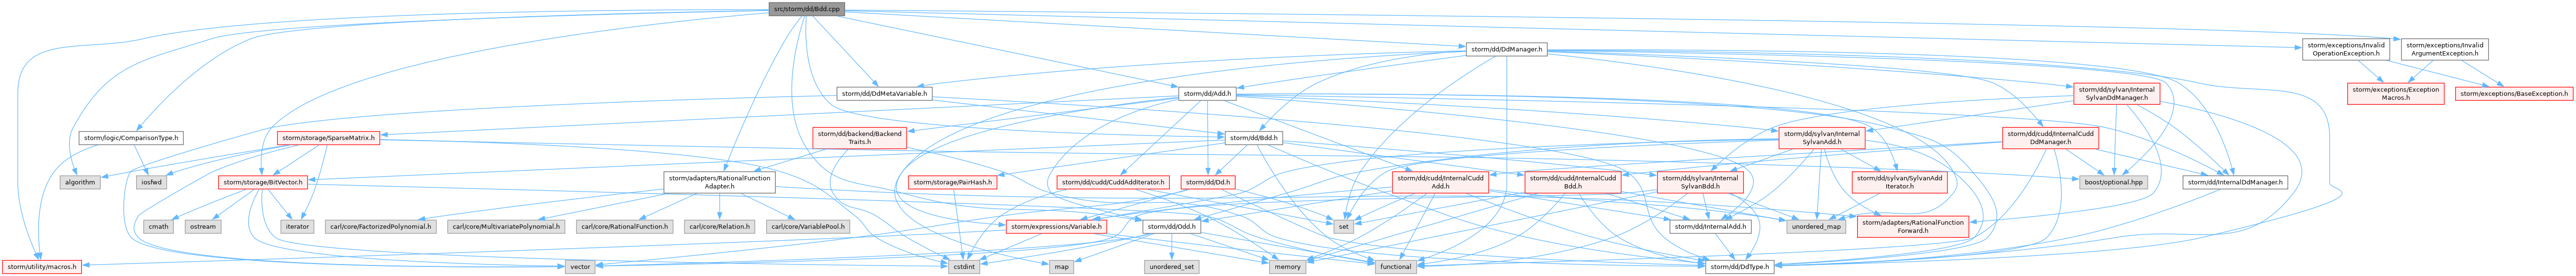 src/storm/dd/Bdd.cpp
storm/dd/DdManager.h
storm/exceptions/Invalid
OperationException.h
storm/exceptions/Invalid
ArgumentException.h
storm/dd/DdMetaVariable.h
storm/dd/Add.h
storm/dd/sylvan/Internal
SylvanDdManager.h
storm/exceptions/Exception
Macros.h
storm/exceptions/BaseException.h
storm/logic/ComparisonType.h
storm/storage/SparseMatrix.h
storm/dd/backend/Backend
Traits.h
storm/dd/Bdd.h
storm/dd/sylvan/Internal
SylvanAdd.h
storm/dd/cudd/InternalCudd
DdManager.h
algorithm
iosfwd
storm/storage/BitVector.h
storm/adapters/RationalFunction
Adapter.h
storm/storage/PairHash.h
storm/dd/cudd/CuddAddIterator.h
storm/dd/Dd.h
storm/dd/cudd/InternalCudd
Add.h
storm/dd/cudd/InternalCudd
Bdd.h
storm/dd/sylvan/Internal
SylvanBdd.h
storm/dd/sylvan/SylvanAdd
Iterator.h
boost/optional.hpp
storm/dd/InternalDdManager.h
cmath
ostream
iterator
carl/core/FactorizedPolynomial.h
carl/core/MultivariatePolynomial.h
carl/core/RationalFunction.h
carl/core/Relation.h
carl/core/VariablePool.h
storm/expressions/Variable.h
storm/dd/Odd.h
set
storm/dd/InternalAdd.h
unordered_map
storm/adapters/RationalFunction
Forward.h
storm/utility/macros.h
vector
cstdint
map
unordered_set
memory
functional
storm/dd/DdType.h